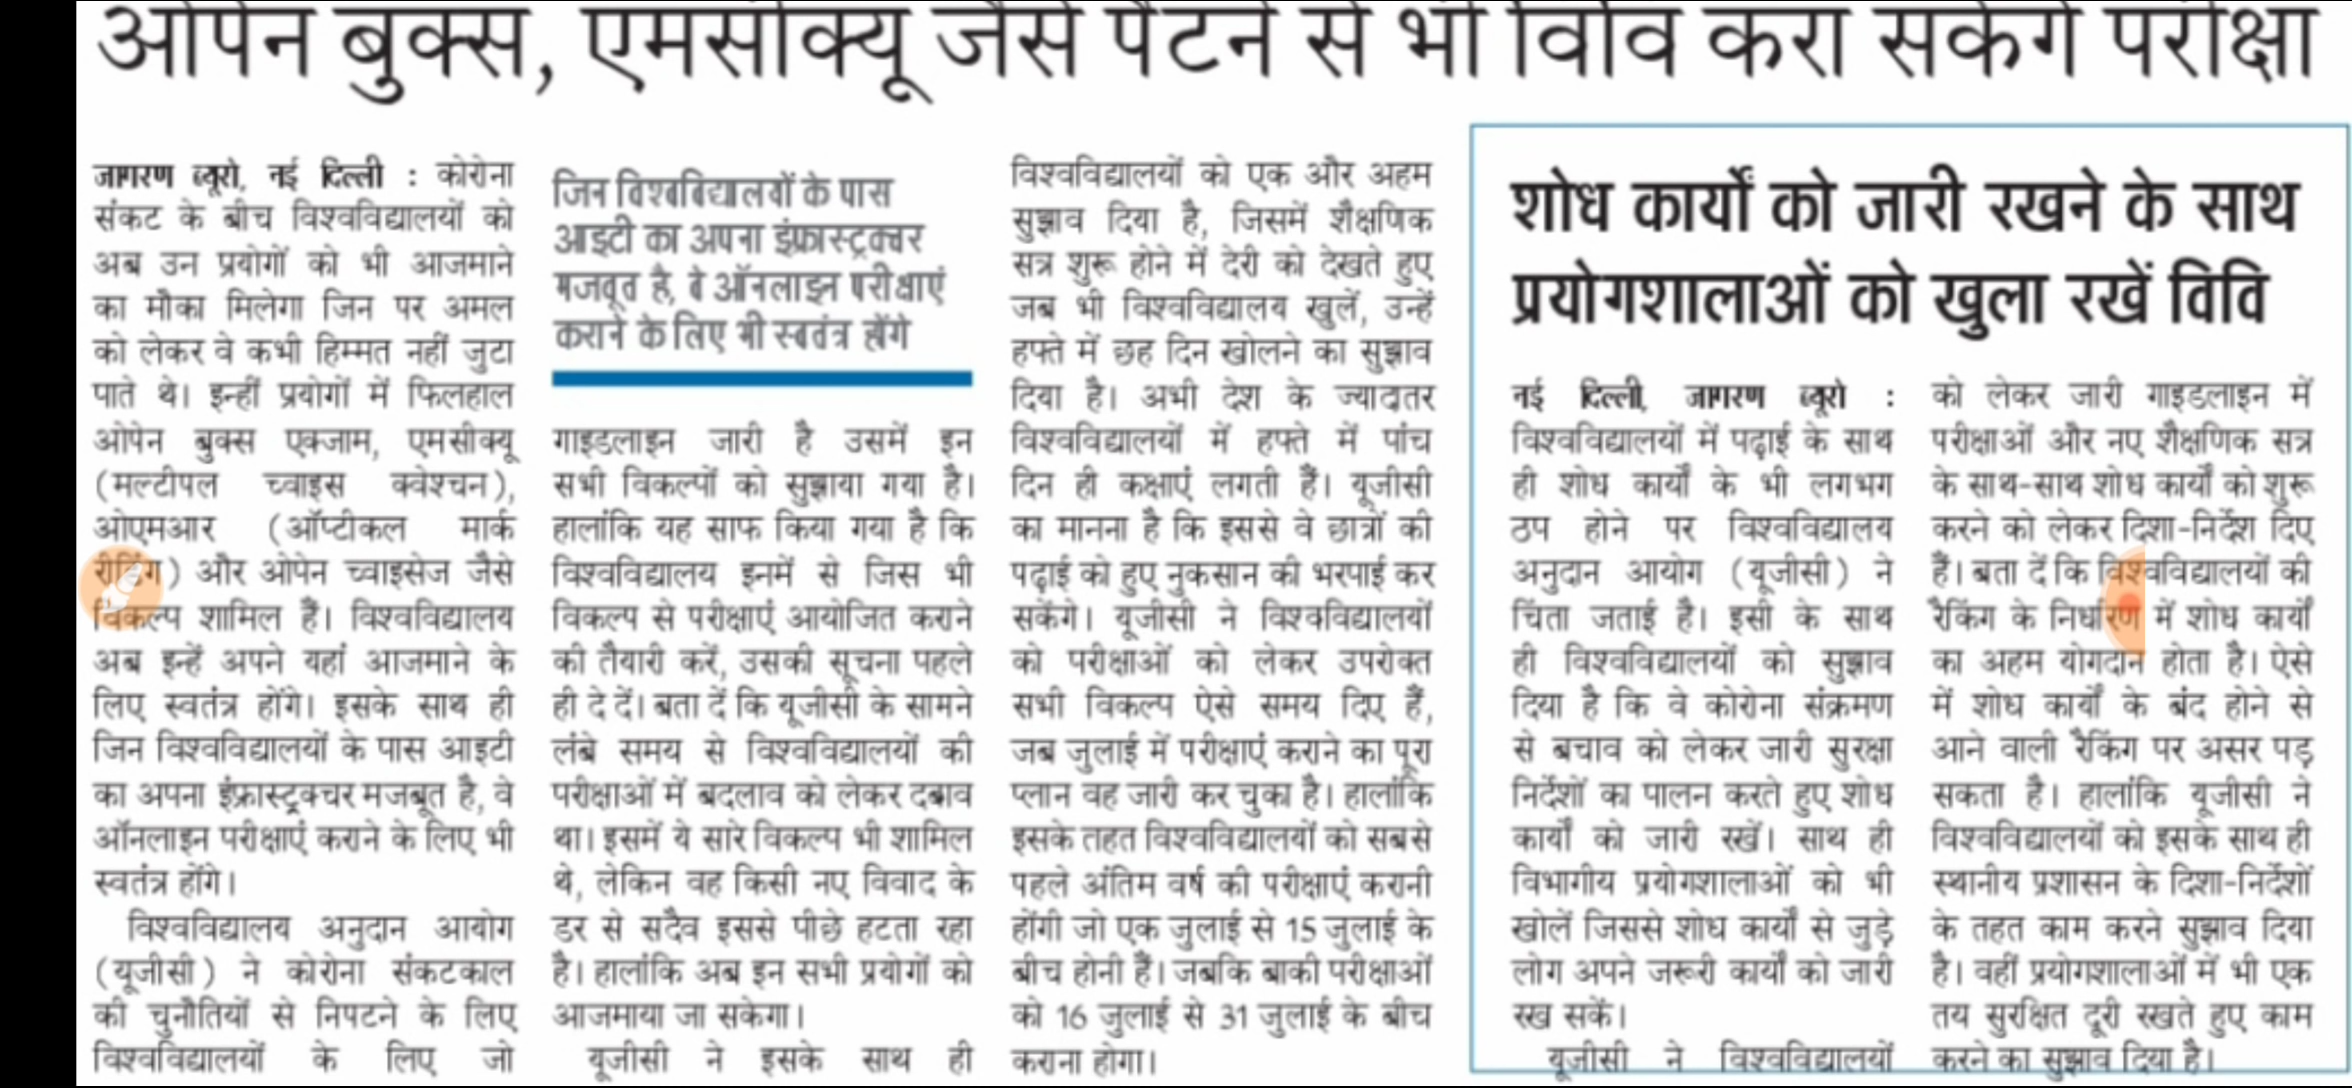 ओपेन बुक्स, एमसीक्यू जैसे पैटर्न से भी विवि करा सकेंगे परीक्षा
जागरण ब्यूरो, नई दिल्ली : कोरोना
संकट के बीच विश्वविद्यालयों को
अब उन प्रयोगों को भी आजमाने
का मौका मिलेगा जिन पर अमल
को लेकर वे कभी हिम्मत नहीं जुटा
पाते थे। इन्हीं प्रयोगों में फिलहाल
ओपेन बुक्स एक्जाम, एमसीक्यू
(मल्टीपल च्वाइस क्वेश्चन),
ओएमआर (ऑप्टीकल मार्क
रीडिंग) और ओपेन च्वाइसेज जैसे
विकल्प शामिल हैं। विश्वविद्यालय
अब इन्हें अपने यहां आजमाने के
लिए स्वतंत्र होंगे। इसके साथ ही
जिन विश्वविद्यालयों के पास आइटी
का अपना इंफ्रास्ट्रक्चर मजबूत है, वे
ऑनलाइन परीक्षाएं कराने के लिए भी
स्वतंत्र होंगे।
विश्वविद्यालय अनुदान आयोग
(यूजीसी) ने कोरोना संकटकाल
की चुनौतियों से निपटने के लिए
विश्वविद्यालयों के लिए जो
जिन विश्वविद्यालयों के पास
आइटी का अपना इंफ्रास्ट्रक्चर
मजबूत है, वे ऑनलाइन परीक्षाएं
कराने के लिए भी स्वतंत्र होंगे
गाइडलाइन जारी है उसमें इन
सभी विकल्पों को सुझाया गया है।
हालांकि यह साफ किया गया है कि
विश्वविद्यालय इनमें से जिस भी
विकल्प से परीक्षाएं आयोजित कराने
की तैयारी करें, उसकी सूचना पहले
ही दे दें। बता दें कि यूजीसी के सामने
लंबे समय से विश्वविद्यालयों की
परीक्षाओं में बदलाव को लेकर दबाव
था। इसमें ये सारे विकल्प भी शामिल
थे, लेकिन वह किसी नए विवाद के
डर से सदैव इससे पीछे हटता रहा
है। हालांकि अब इन सभी प्रयोगों को
आजमाया जा सकेगा।
यूजीसी ने इसके साथ ही
विश्वविद्यालयों को एक और अहम
सुझाव दिया है, जिसमें शैक्षणिक
सत्र शुरू होने में देरी को देखते हुए
जब भी विश्वविद्यालय खुलें, उन्हें
हफ्ते में छह दिन खोलने का सुझाव
दिया है। अभी देश के ज्यादातर
विश्वविद्यालयों में हफ्ते में पांच
दिन ही कक्षाएं लगती हैं। यूजीसी
का मानना है कि इससे वे छात्रों की
पढ़ाई को हुए नुकसान की भरपाई कर
सकेंगे। यूजीसी ने विश्वविद्यालयों
को परीक्षाओं को लेकर उपरोक्त
सभी विकल्प ऐसे समय दिए हैं,
जब जुलाई में परीक्षाएं कराने का पूरा
प्लान वह जारी कर चुका है। हालांकि
इसके तहत विश्वविद्यालयों को सबसे
पहले अंतिम वर्ष की परीक्षाएं करानी
होंगी जो एक जुलाई से 15 जुलाई के
बीच होनी हैं। जबकि बाकी परीक्षाओं
को 16 जुलाई से 31 जुलाई के बीच
कराना होगा।
शोध कार्यों को जारी रखने के साथ
प्रयोगशालाओं को खुला रखें विवि
नई दिल्ली, जागरण ब्यूरो :
विश्वविद्यालयों में पढ़ाई के साथ
ही शोध कार्यों के भी लगभग
ठप होने पर विश्वविद्यालय
अनुदान आयोग (यूजीसी) ने
चिंता जताई है। इसी के साथ
ही विश्वविद्यालयों को सुझाव
दिया है कि वे कोरोना संक्रमण
से बचाव को लेकर जारी सुरक्षा
निर्देशों का पालन करते हुए शोध
कार्यों को जारी रखें। साथ ही
विभागीय प्रयोगशालाओं को भी
खोलें जिससे शोध कार्यों से जुड़े
लोग अपने जरूरी कार्यों को जारी
रख सकें।
यूजीसी ने विश्वविद्यालयों
को लेकर जारी गाइडलाइन में
परीक्षाओं और नए शैक्षणिक सत्र
के साथ-साथ शोध कार्यों को शुरू
करने को लेकर दिशा-निर्देश दिए
हैं। बता दें कि विश्वविद्यालयों की
रैकिंग के निर्धारण में शोध कार्यों
का अहम योगदान होता है। ऐसे
में शोध कार्यों के बंद होने से
आने वाली रैकिंग पर असर पड़
सकता है। हालांकि यूजीसी ने
विश्वविद्यालयों को इसके साथ ही
स्थानीय प्रशासन के दिशा-निर्देशों
के तहत काम करने सुझाव दिया
है। वहीं प्रयोगशालाओं में भी एक
तय सुरक्षित दूरी रखते हुए काम
करने का सुझाव दिया है।